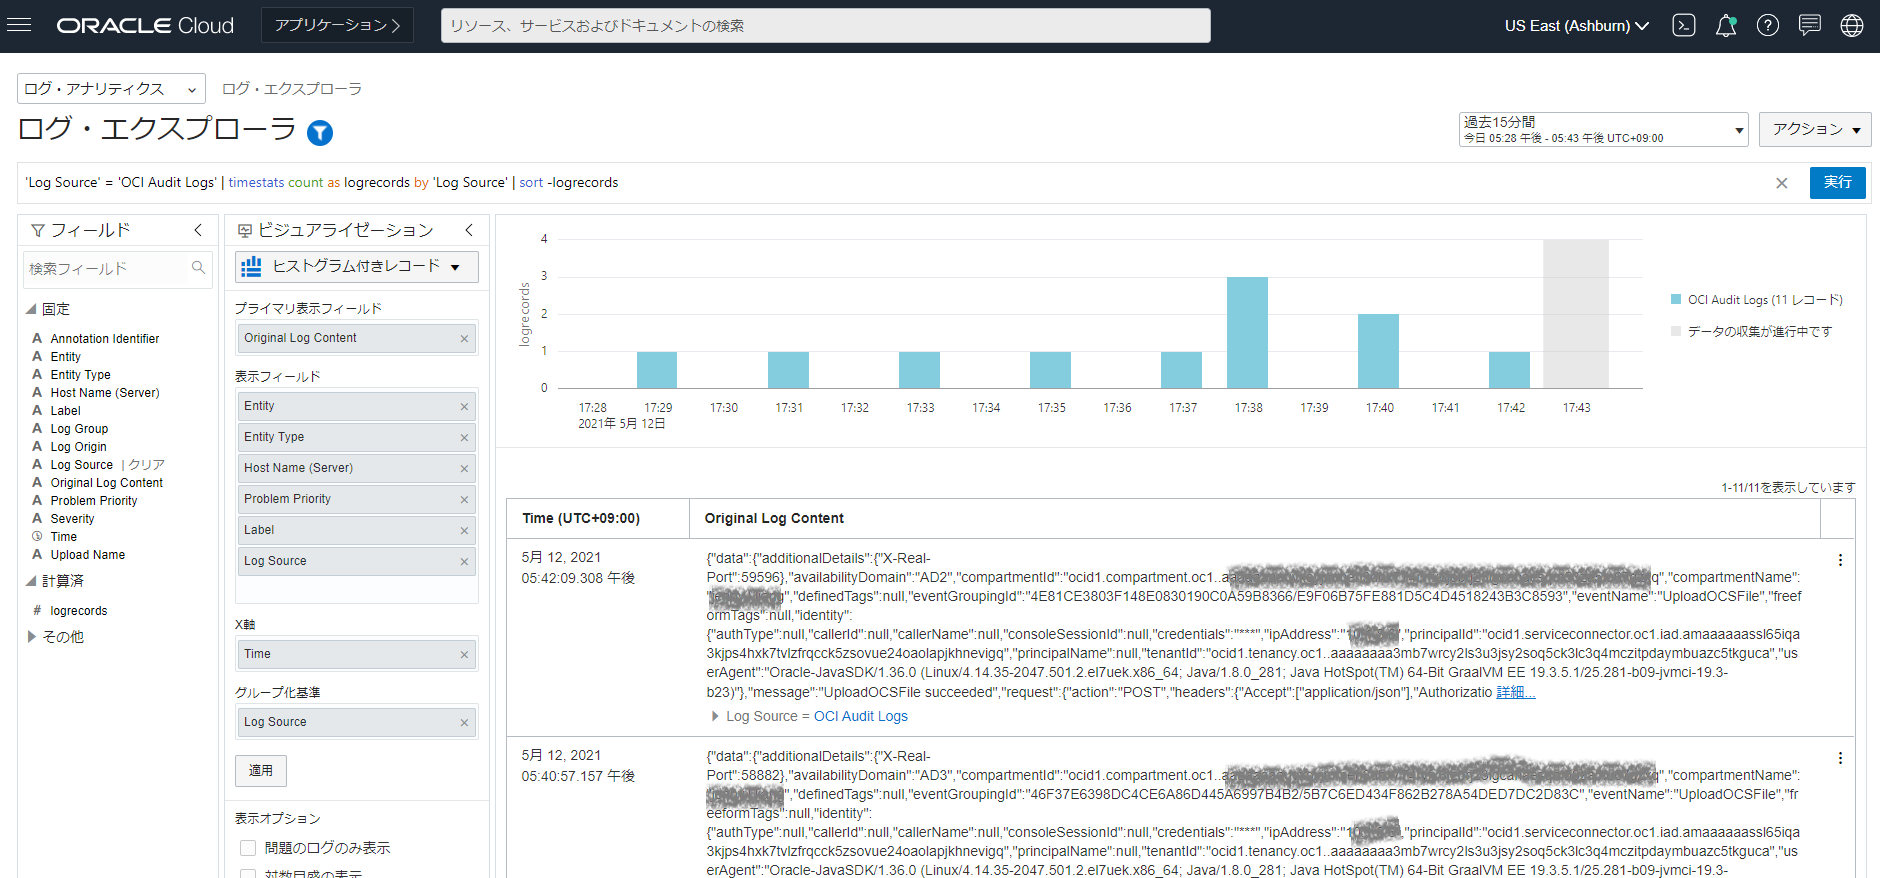 ORACLE Cloud
アプリケーション
リソース、サービスおよびドキュメントの検索
US East (Ashburn)
ログ・アナリティクス
ログ・エクスプローラ
ログ・エクスプローラ
過去15分間
今日 05:28 午後 - 05:43 午後 UTC+09:00
アクション
'Log Source' = 'OCI Audit Logs' | timestats count as logrecords by 'Log Source' | sort -logrecords
実行
フィールド
検索フィールド
固定
Annotation Identifier
Entity
Entity Type
Host Name (Server)
Label
Log Group
Log Origin
Log Source | クリア
Original Log Content
Problem Priority
Severity
Time
Upload Name
計算済
# logrecords
その他
ビジュアライゼーション
ヒストグラム付きレコード
プライマリ表示フィールド
Original Log Content
表示フィールド
Entity
Entity Type
Host Name (Server)
Problem Priority
Label
Log Source
X軸
Time
グループ化基準
Log Source
適用
表示オプション
問題のログのみ表示
対数目盛の表示
logrecords
4
3
2
1
0
17:28 17:29 17:30 17:31 17:32 17:33 17:34 17:35 17:36 17:37 17:38 17:39 17:40 17:41 17:42 17:43
2021年 5月 12日
OCI Audit Logs (11 レコード)
データの収集が進行中です
1-11/11を表示しています
Time (UTC+09:00)
Original Log Content
5月 12, 2021
05:42:09.308 午後
{"data":{"additionalDetails":{"X-Real-
Port":59596},"availabilityDomain":"AD2","compartmentId":"ocid1.compartment.oc1..a q","compartmentName":
" ","definedTags":null,"eventGroupingId":"4E81CE3803F148E0830190C0A59B8366/E9F06B75FE881D5C4D4518243B3C8593","eventName":"UploadOCSFile","fre
eformTags":null,"identity":
{"authType":null,"callerId":null,"callerName":null,"consoleSessionId":null,"credentials":"***","ipAddress":" ","principalId":"ocid1.serviceconnector.oc1.iad.amaaaaaassl65iqa
3kjps4hxk7tvlzfrqcck5zsovue24oaolapjkhnevigq","principalName":null,"tenantId":"ocid1.tenancy.oc1..aaaaaaaa3mb7wrcy2ls3u3jsy2soq5ck3lc3q4mczitpdaymbuazc5tkguca","us
erAgent":"Oracle-JavaSDK/1.36.0 (Linux/4.14.35-2047.501.2.el7uek.x86_64; Java/1.8.0_281; Java HotSpot(TM) 64-Bit GraalVM EE 19.3.5.1/25.281-b09-jvmci-19.3-
b23)"},"message":"UploadOCSFile succeeded","request":{"action":"POST","headers":{"Accept":["application/json"],"Authorizatio 詳細...
Log Source = OCI Audit Logs
5月 12, 2021
05:40:57.157 午後
{"data":{"additionalDetails":{"X-Real-
Port":58882},"availabilityDomain":"AD3","compartmentId":"ocid1.compartment.oc1..a q","compartmentName":
" ","definedTags":null,"eventGroupingId":"46F37E6398DC4CE6A86D445A6997B4B2/5B7C6ED434F862B278A54DED7DC2D83C","eventName":"UploadOCSFile","fr
eeformTags":null,"identity":
{"authType":null,"callerId":null,"callerName":null,"consoleSessionId":null,"credentials":"***","ipAddress":" ","principalId":"ocid1.serviceconnector.oc1.iad.amaaaaaassl65iqa
3kjps4hxk7tvlzfrqcck5zsovue24oaolapjkhnevigq","principalName":null,"tenantId":"ocid1.tenancy.oc1..aaaaaaaa3mb7wrcy2ls3u3jsy2soq5ck3lc3q4mczitpdaymbuazc5tkguca","us
erAgent":"Oracle-JavaSDK/1.36.0 (Linux/4.14.35-2047.501.2.el7uek.x86_64; Java/1.8.0_281; Java HotSpot(TM) 64-Bit GraalVM EE 19.3.5.1/25.281-b09-jvmci-19.3-